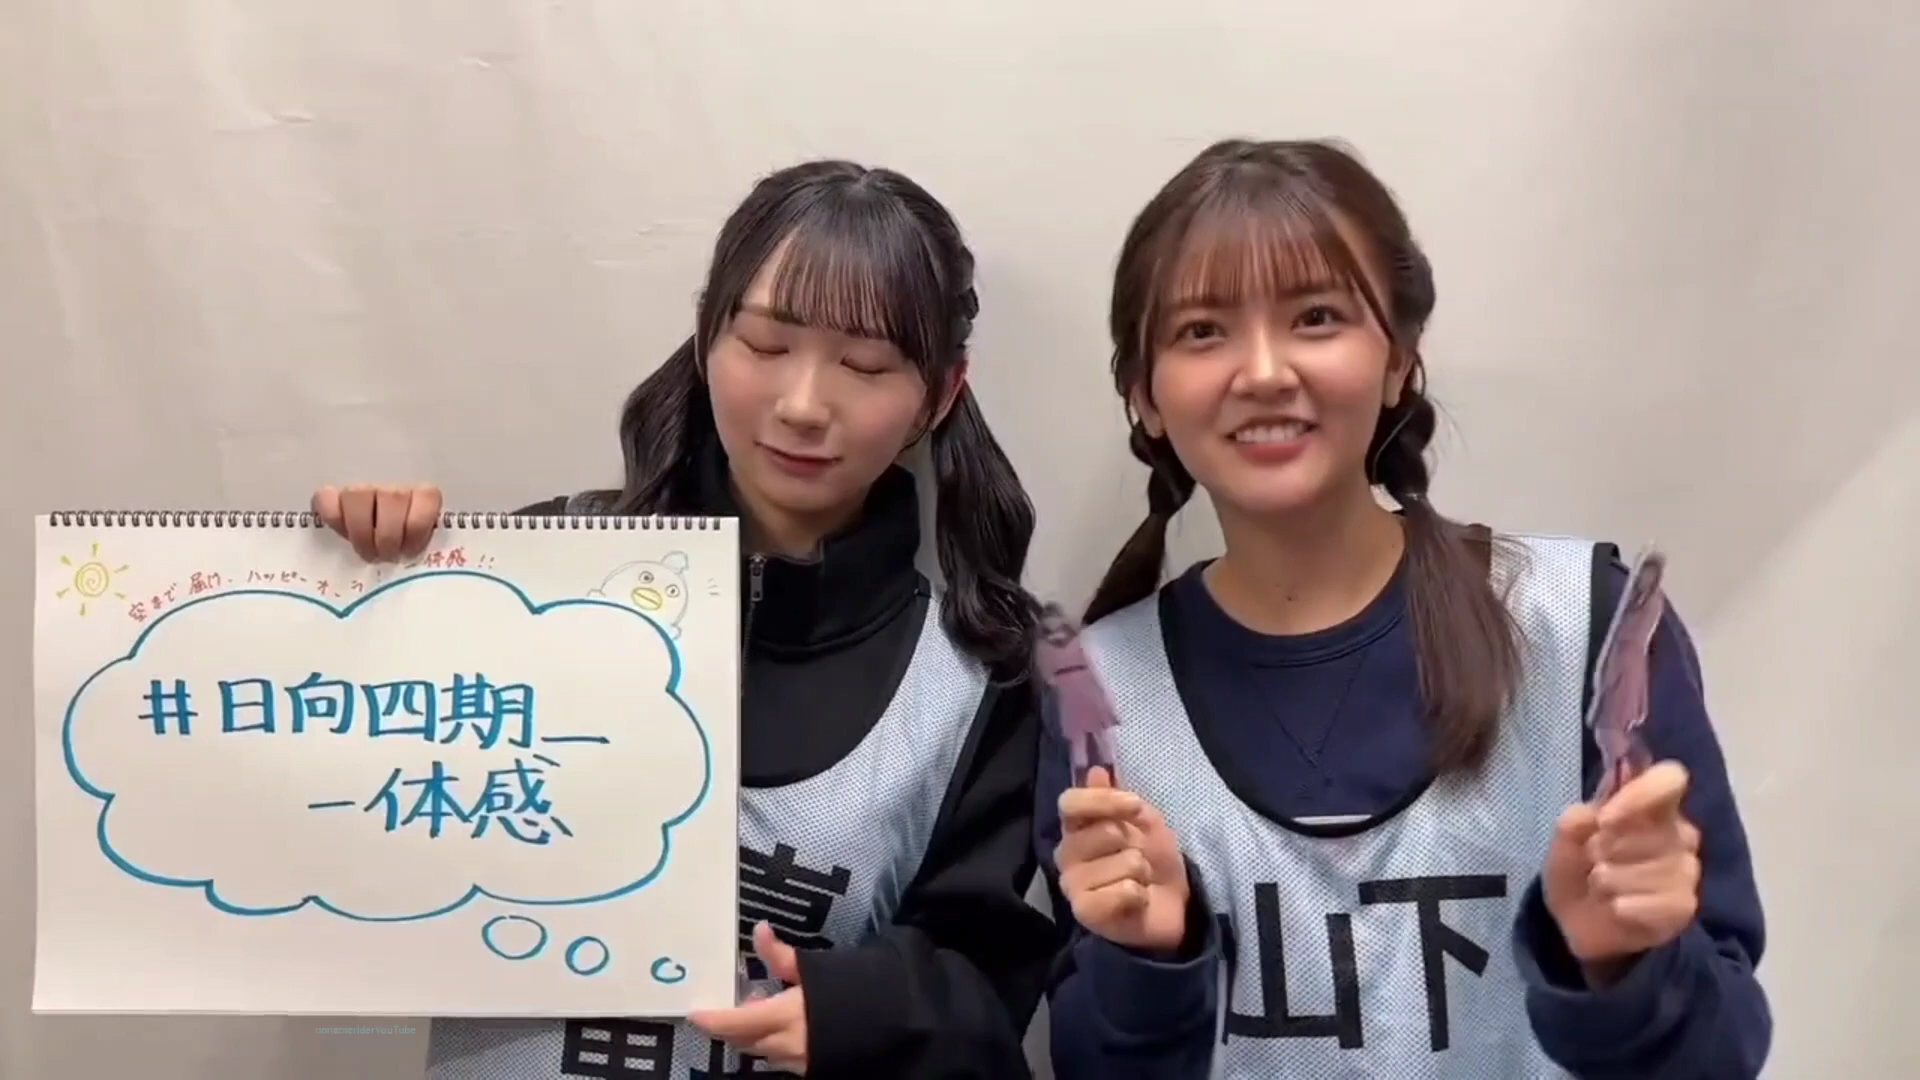 空まで届け、ハッピーオーラ！一体感!!
#日向四期_
一体感
山下